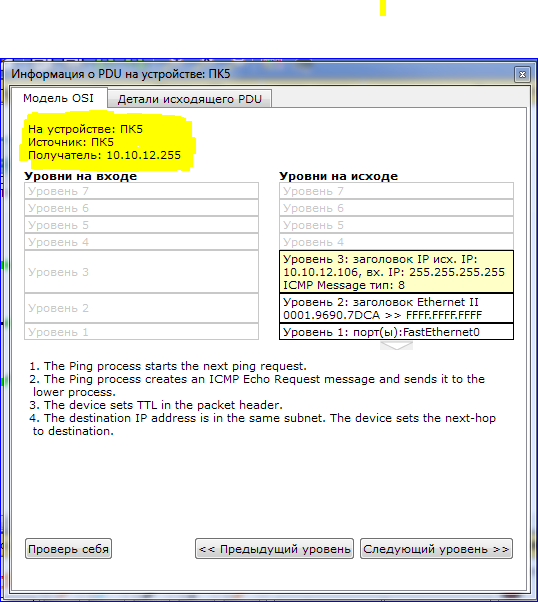 Информация о PDU на устройстве: ПК5
Модель OSI
Детали исходящего PDU
На устройстве: ПК5
Источник: ПК5
Получатель: 10.10.12.255
Уровни на входе
Уровень 7
Уровень 6
Уровень 5
Уровень 4
Уровень 3
Уровень 2
Уровень 1
Уровни на исходе
Уровень 7
Уровень 6
Уровень 5
Уровень 4
Уровень 3: заголовок IP исх. IP:
10.10.12.106, вх. IP: 255.255.255.255
ICMP Message тип: 8
Уровень 2: заголовок Ethernet II
0001.9690.7DCA >> FFFF.FFFF.FFFF
Уровень 1: порт(ы):FastEthernet0
1. The Ping process starts the next ping request.
2. The Ping process creates an ICMP Echo Request message and sends it to the
lower process.
3. The device sets TTL in the packet header.
4. The destination IP address is in the same subnet. The device sets the next-hop
to destination.
Проверь себя
<< Предыдущий уровень
Следующий уровень >>